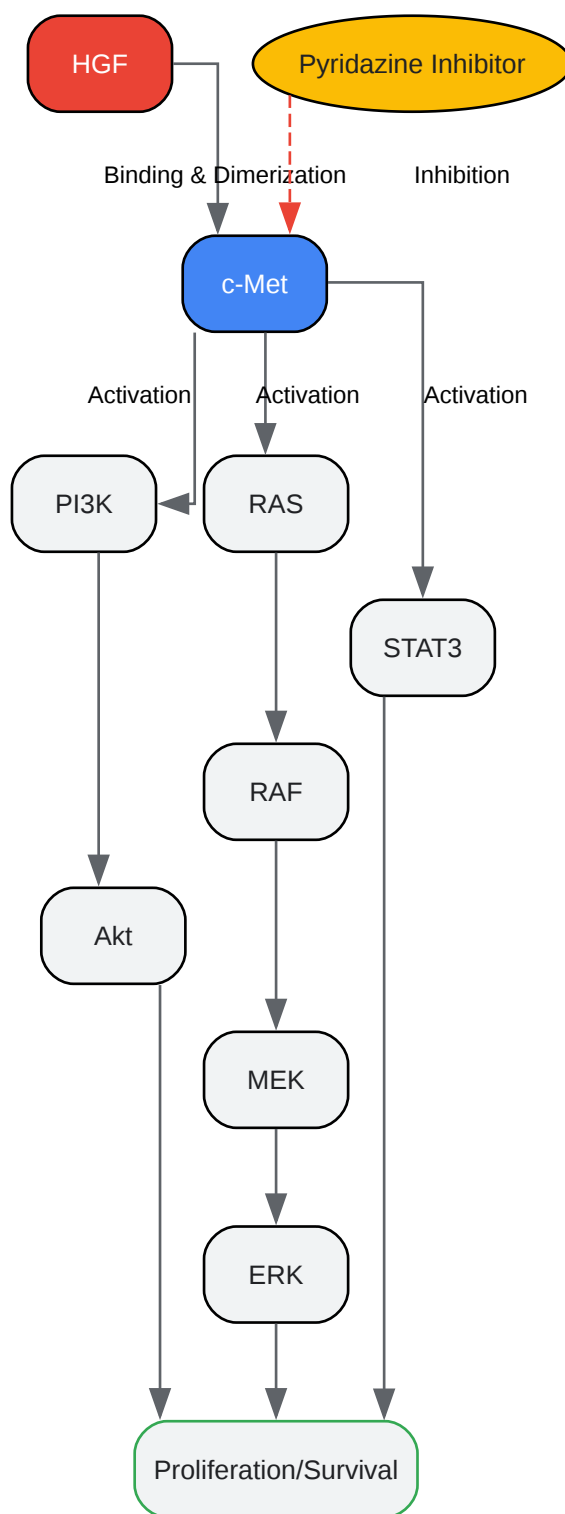 HGF
Pyridazine Inhibitor
Binding & Dimerization
Inhibition
c-Met
Activation
Activation
Activation
PI3K
RAS
STAT3
RAF
Akt
MEK
ERK
Proliferation/Survival